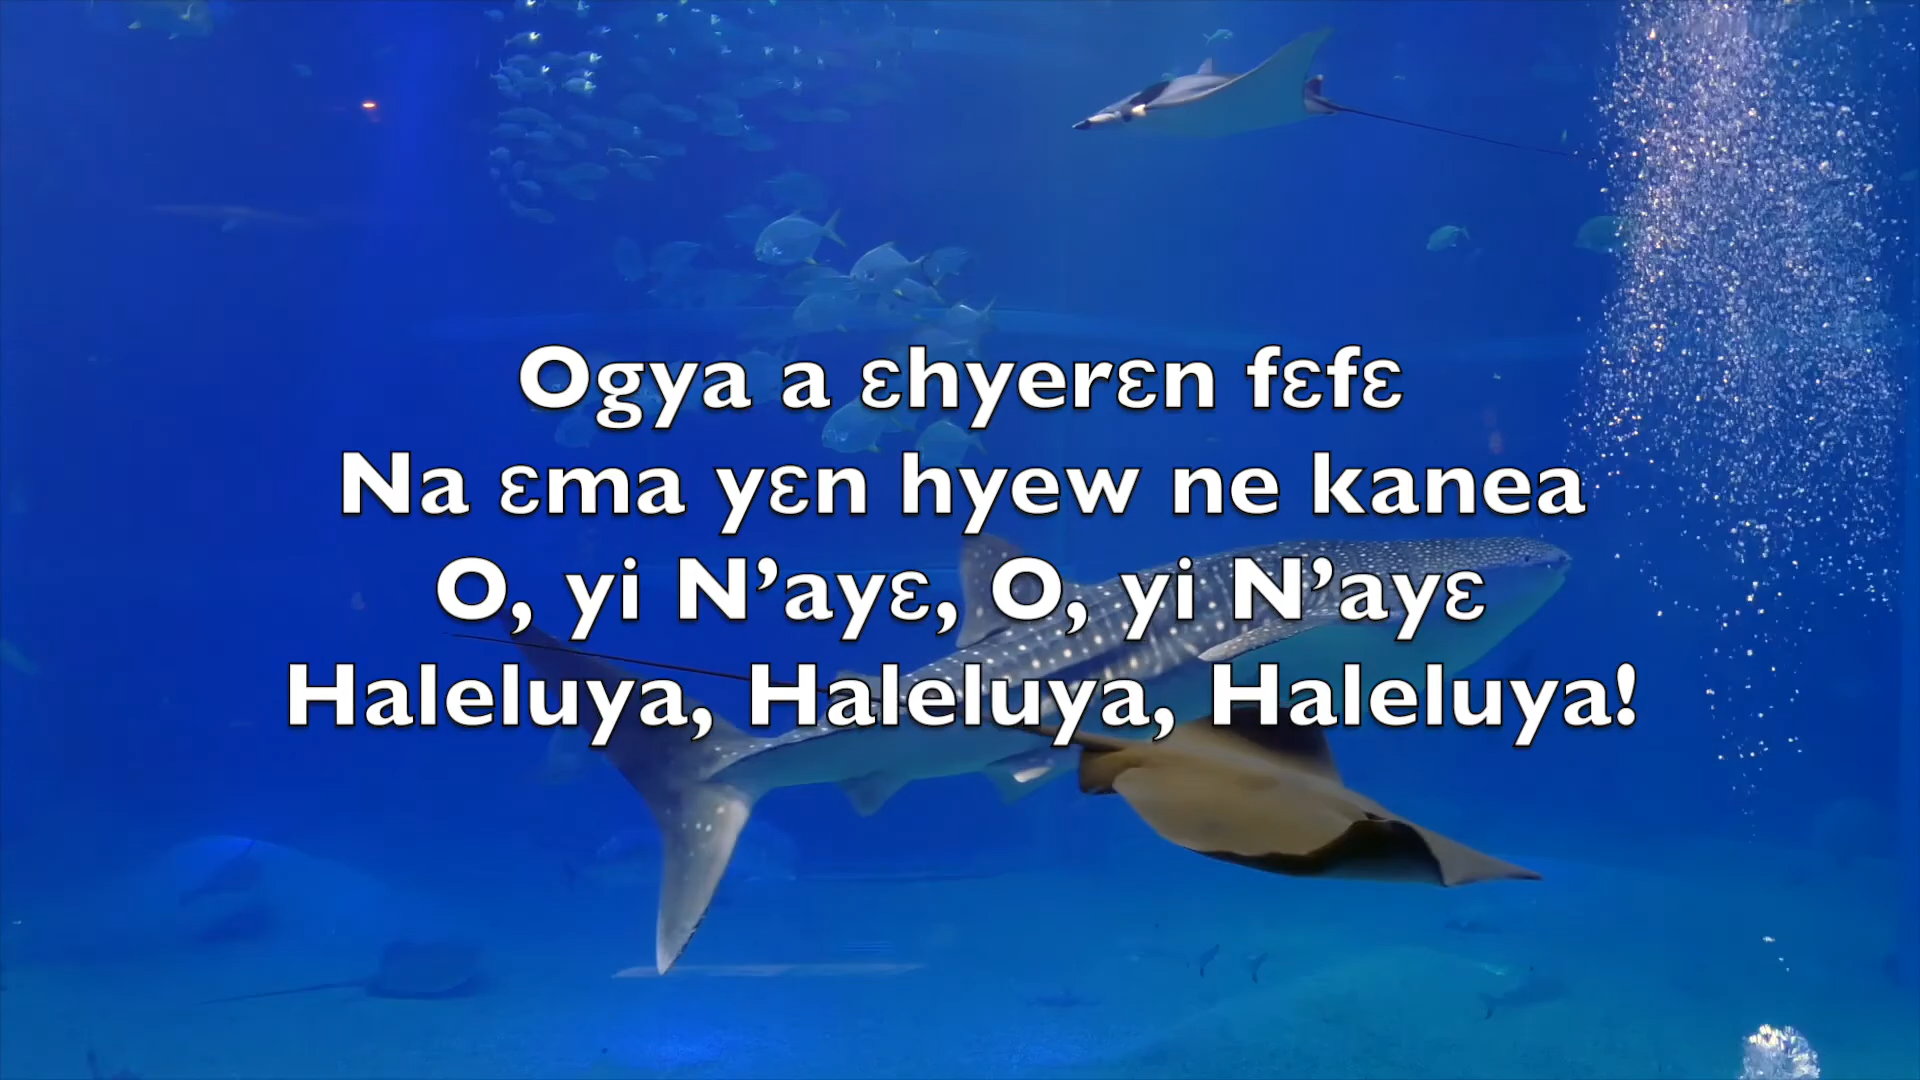 Ogya a ɛhyerɛn fɛfɛ
Na ɛma yɛn hyew ne kanea
O, yi N’ayɛ, O, yi N’ayɛ
Haleluya, Haleluya, Haleluya!